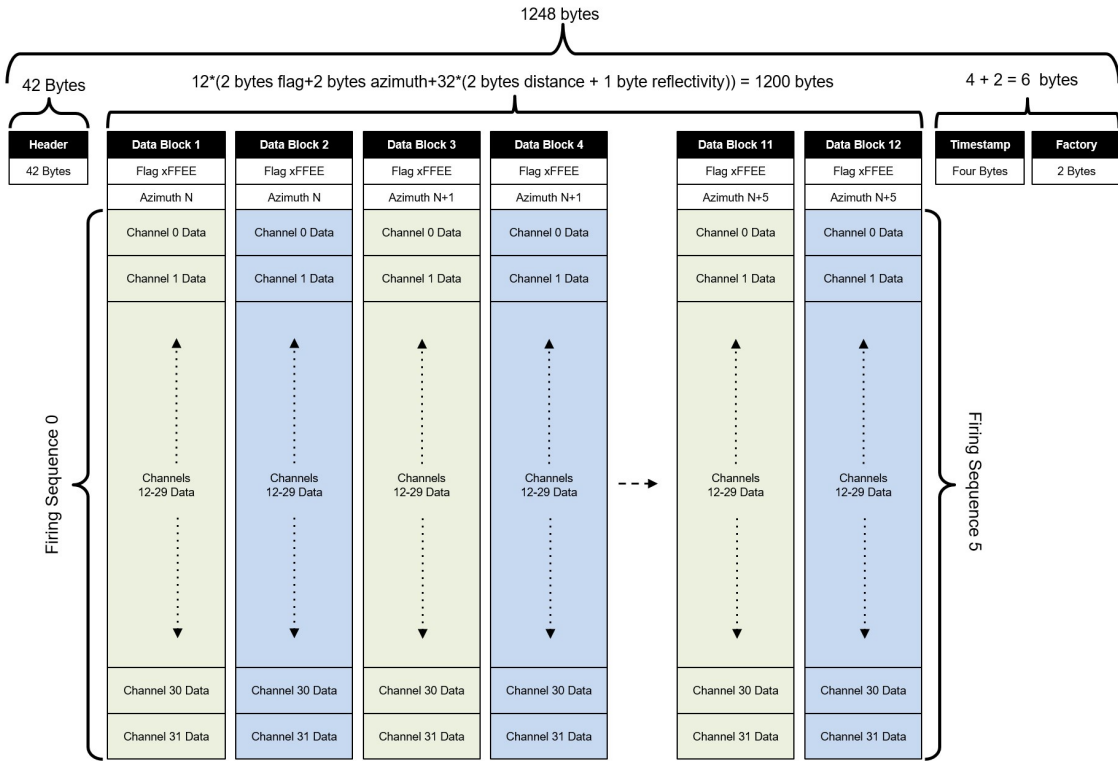 1248 bytes
42 Bytes
12*(2 bytes flag+2 bytes azimuth+32*(2 bytes distance + 1 byte reflectivity)) = 1200 bytes
4 + 2 = 6 bytes
Header
42 Bytes
Data Block 1
Flag xFFEE
Azimuth N
Channel 0 Data
Channel 1 Data
Channels
12-29 Data
Channel 30 Data
Channel 31 Data
Data Block 2
Flag xFFEE
Azimuth N
Channel 0 Data
Channel 1 Data
Channels
12-29 Data
Channel 30 Data
Channel 31 Data
Data Block 3
Flag xFFEE
Azimuth N+1
Channel 0 Data
Channel 1 Data
Channels
12-29 Data
Channel 30 Data
Channel 31 Data
Data Block 4
Flag xFFEE
Azimuth N+1
Channel 0 Data
Channel 1 Data
Channels
12-29 Data
Channel 30 Data
Channel 31 Data
Data Block 11
Flag xFFEE
Azimuth N+5
Channel 0 Data
Channel 1 Data
Channels
12-29 Data
Channel 30 Data
Channel 31 Data
Data Block 12
Flag xFFEE
Azimuth N+5
Channel 0 Data
Channel 1 Data
Channels
12-29 Data
Channel 30 Data
Channel 31 Data
Timestamp
Four Bytes
Factory
2 Bytes
Firing Sequence 0
Firing Sequence 5